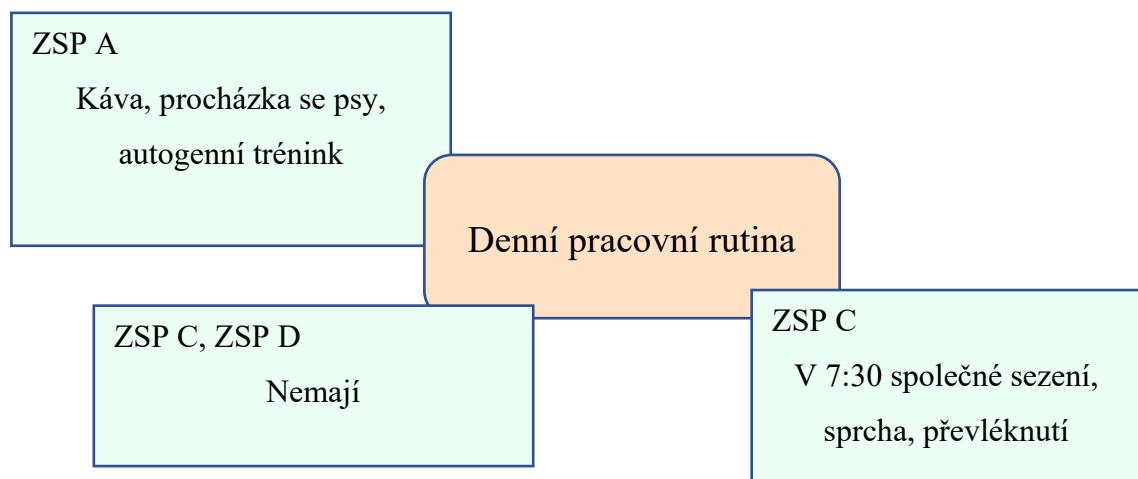 ZSP A
Káva, procházka se psy,
autogenní trénink
Denní pracovní rutina
ZSP C, ZSP D
Nemají
ZSP C
V 7:30 společné sezení,
sprcha, převléknutí